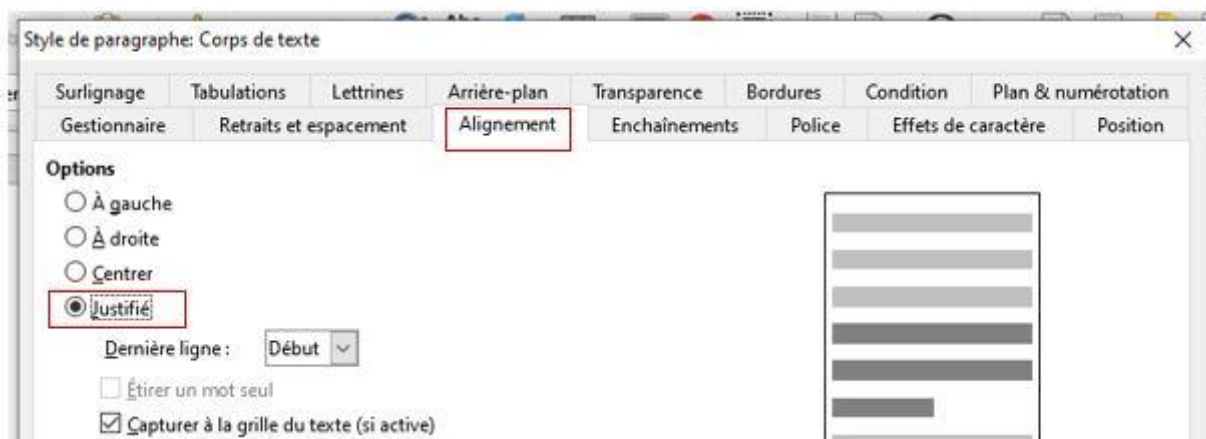 Style de paragraphe: Corps de texte
Surlignage Tabulations Lettrines Arrière-plan Transparence Bordures Condition Plan & numérotation
Gestionnaire Retraits et espacement Alignement Enchaînements Police Effets de caractère Position
Options
À gauche
À droite
Centrer
Justifié
Dernière ligne : Début
Étirer un mot seul
Capturer à la grille du texte (si active)